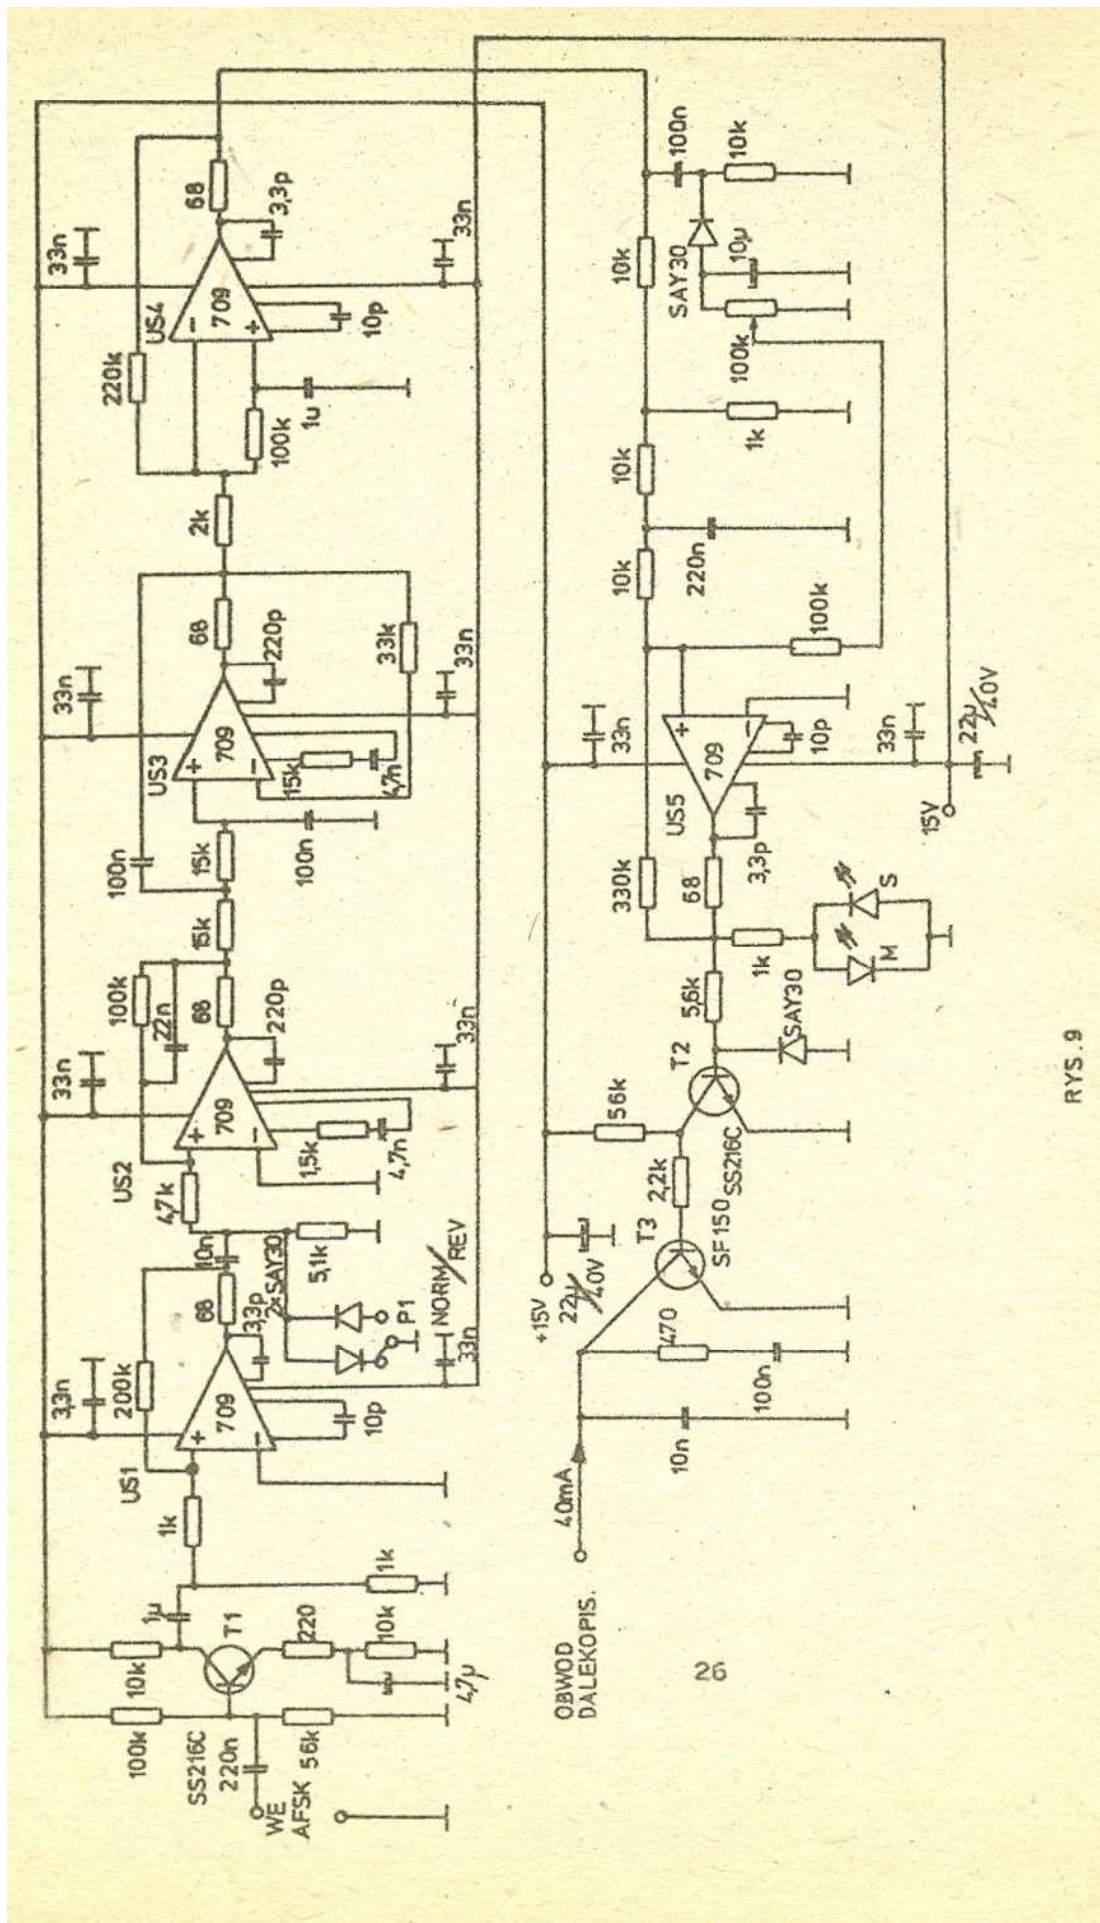 WE
AFSK
220n
SS216C
100k
56k
10k
T1
220
10k
4,7µ
1µ
1k
1k
US1
3,3n
200k
709
+
-
10p
68
3,3p
10n
2×SAY30
P1
NORM/REV
33n
5,1k
4,7k
US2
33n
100k
22n
709
+
-
68
220p
1,5k
4,7n
33n
15k
15k
100n
100n
US3
33n
709
+
-
15k
4,7n
68
220p
33k
33n
2k
220k
100k
1u
US4
33n
709
-
+
10p
68
3,3p
33n
OBWOD
DALEKOPIS.
40mA
10n
100n
470
T3
SF150
+15V
22µ/40V
2,2k
56k
T2
SS216C
SAY30
5,6k
1k
M
S
68
330k
US5
3,3p
709
+
-
10p
33n
33n
15V
22µ/40V
100k
10k
220n
10k
1k
100k
10k
SAY30
10µ
100n
10k
26
RYS.9